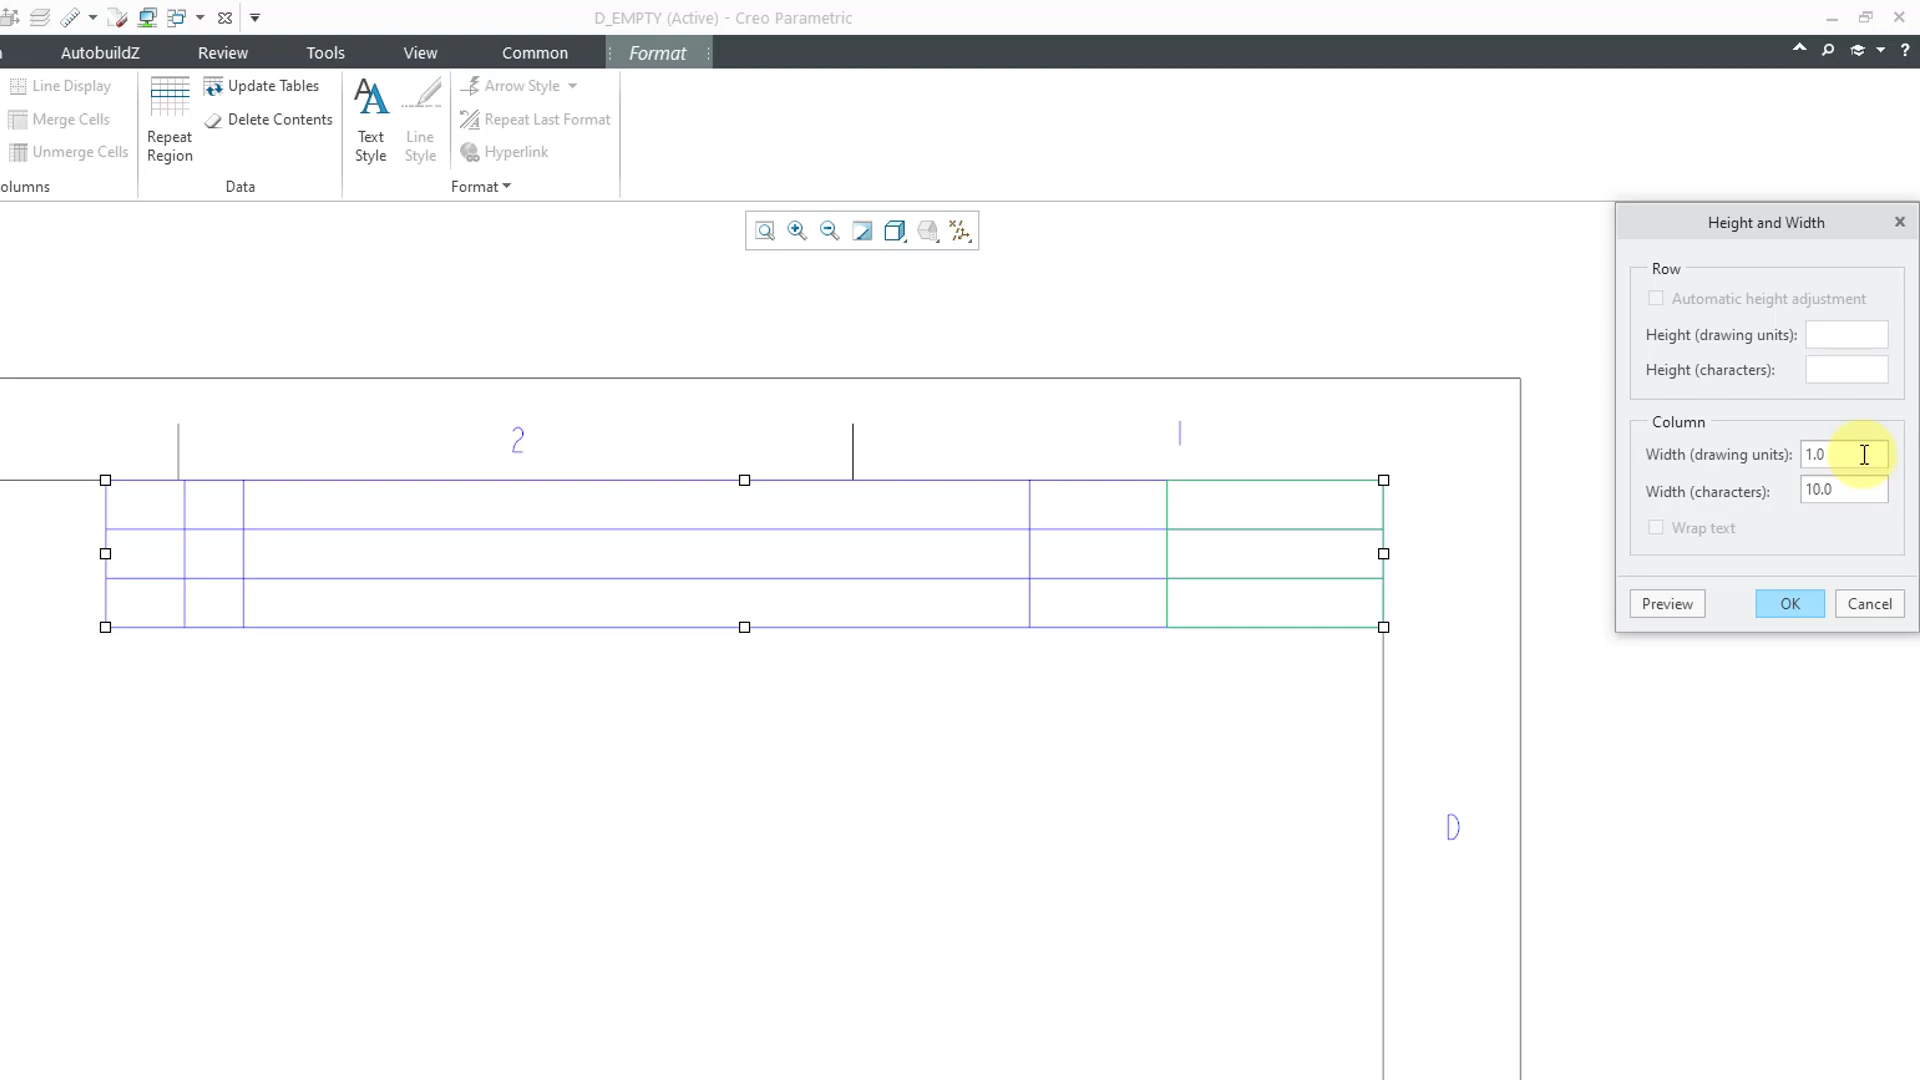 D_EMPTY (Active) - Creo Parametric
AutobuildZ Review Tools View Common Format
Line Display
Merge Cells
Unmerge Cells
olumns
Repeat Region
Update Tables
Delete Contents
Data
Text Style
Line Style
Arrow Style
Repeat Last Format
Hyperlink
Format
Height and Width
Row
Automatic height adjustment
Height (drawing units):
Height (characters):
Column
Width (drawing units): 1.0
Width (characters): 10.0
Wrap text
Preview OK Cancel
2 1
D